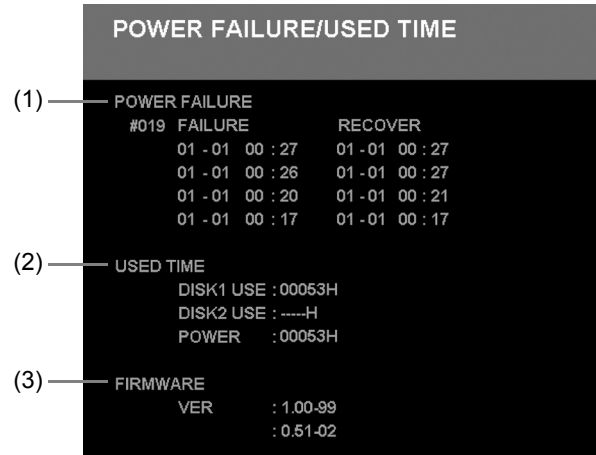 POWER FAILURE/USED TIME
(1) POWER FAILURE
#019 FAILURE RECOVER
01 - 01 00 : 27 01 - 01 00 : 27
01 - 01 00 : 26 01 - 01 00 : 27
01 - 01 00 : 20 01 - 01 00 : 21
01 - 01 00 : 17 01 - 01 00 : 17
(2) USED TIME
DISK1 USE : 00053H
DISK2 USE : -----H
POWER : 00053H
(3) FIRMWARE
VER : 1.00-99
: 0.51-02